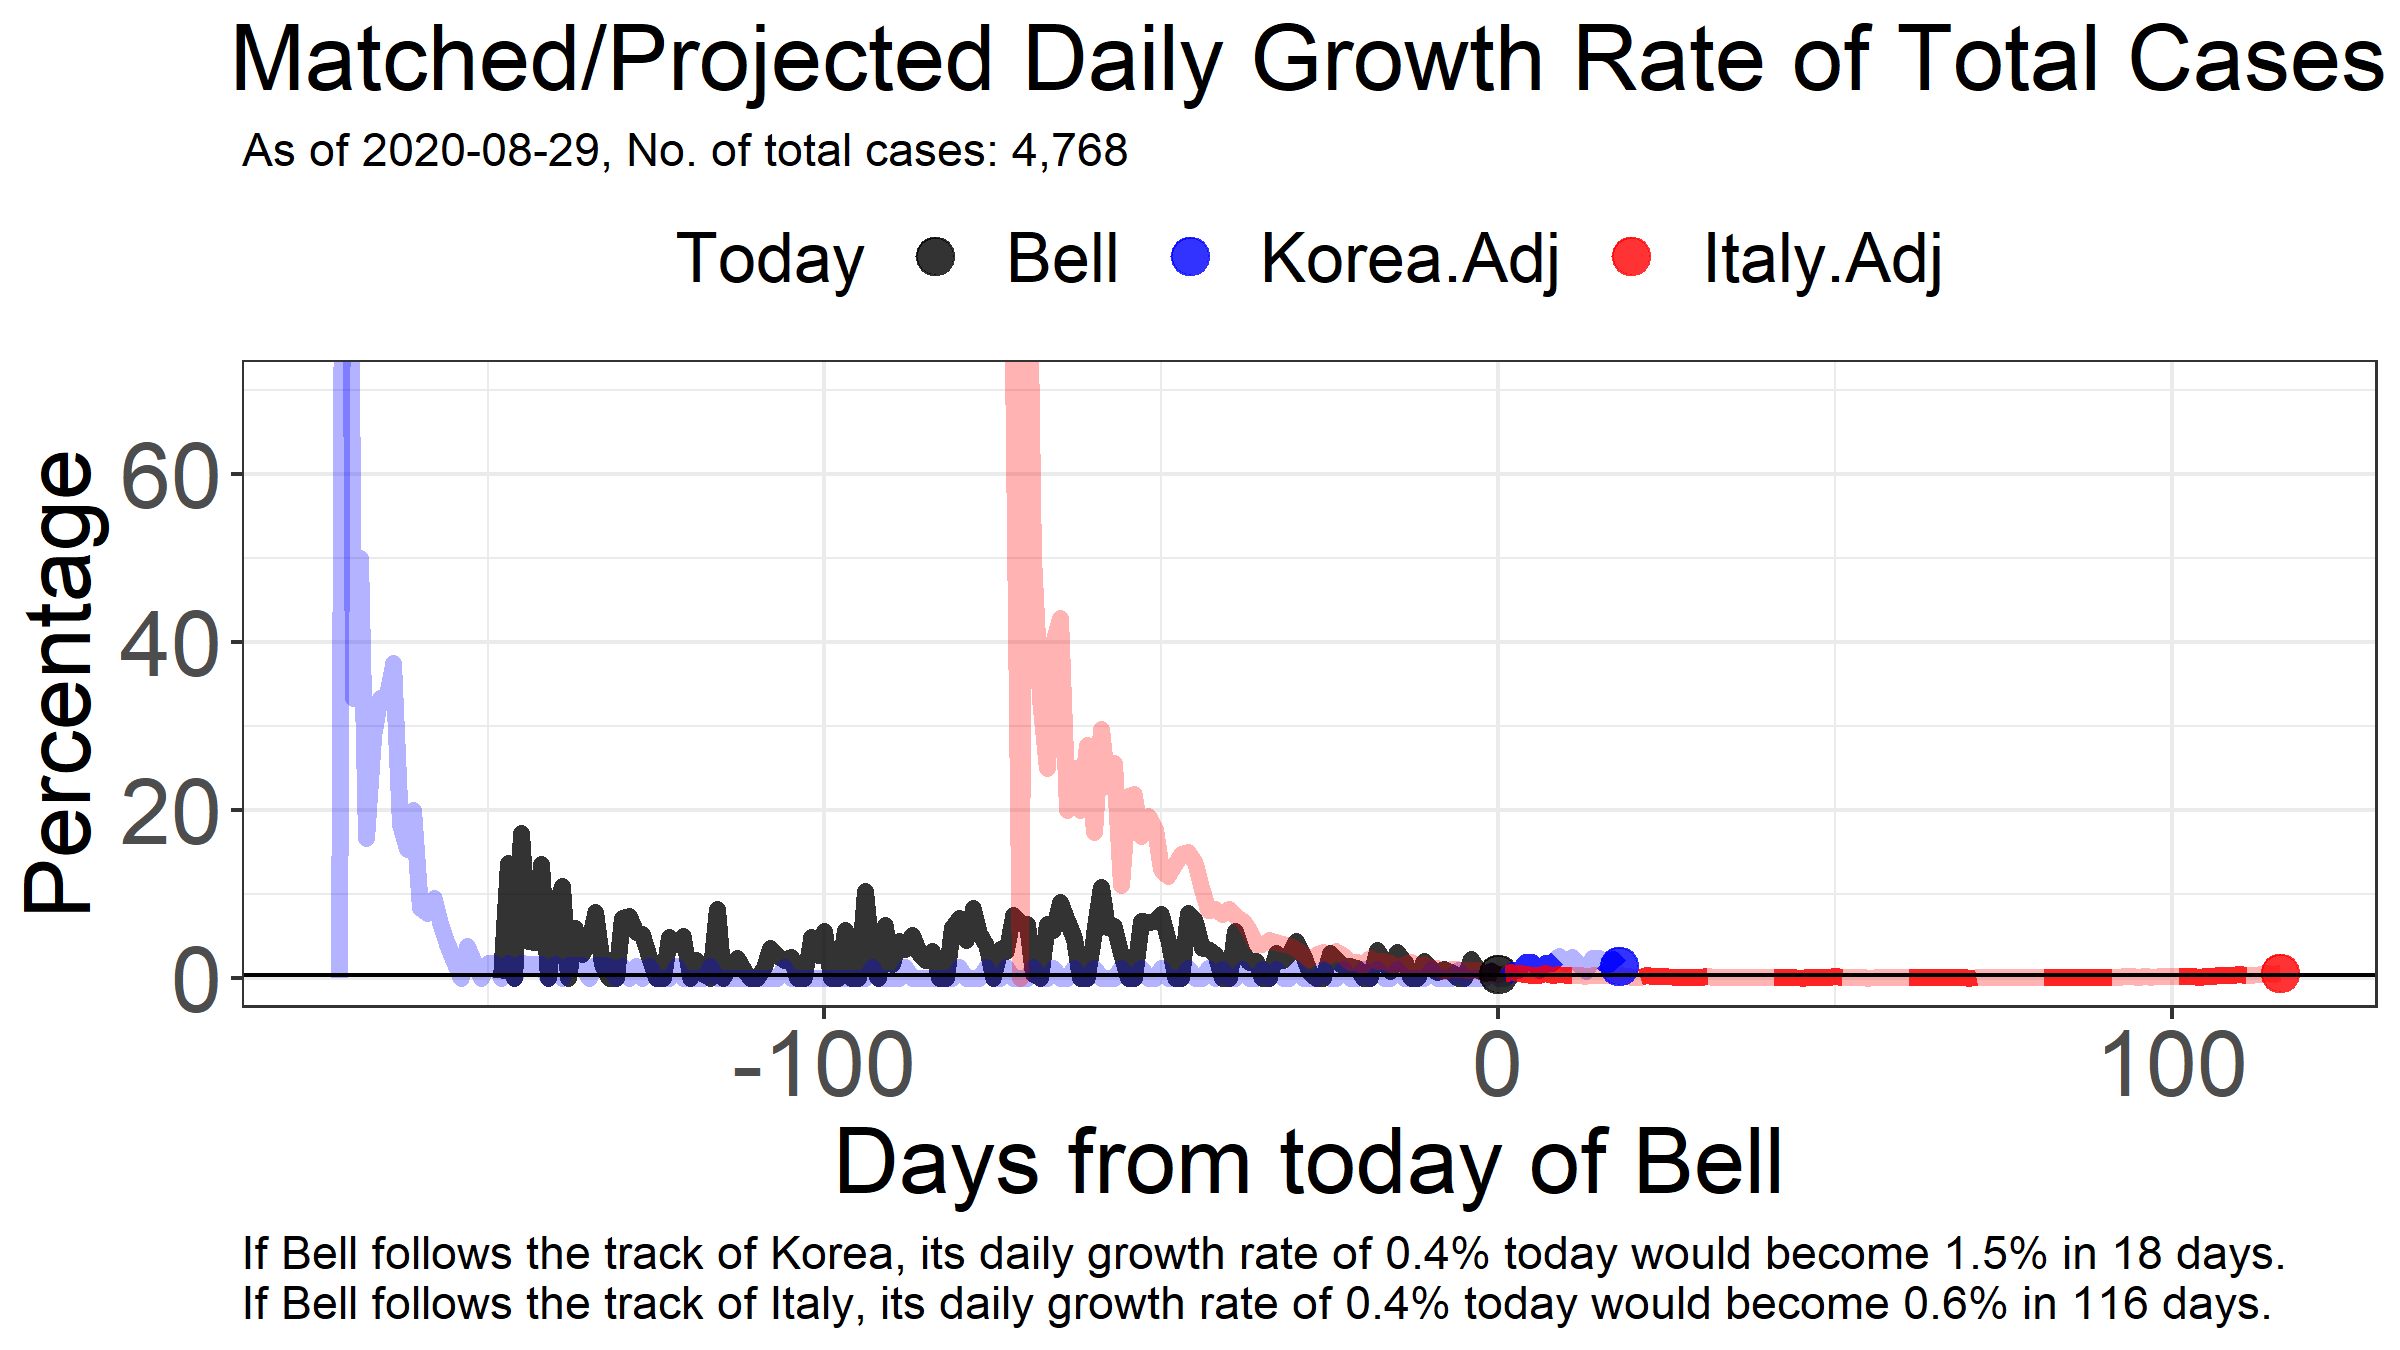 Matched/Projected Daily Growth Rate of Total Cases
As of 2020-08-29, No. of total cases: 4,768
Today Bell Korea.Adj Italy.Adj
Percentage
60
40
20
0
-100 0 100
Days from today of Bell
If Bell follows the track of Korea, its daily growth rate of 0.4% today would become 1.5% in 18 days.
If Bell follows the track of Italy, its daily growth rate of 0.4% today would become 0.6% in 116 days.